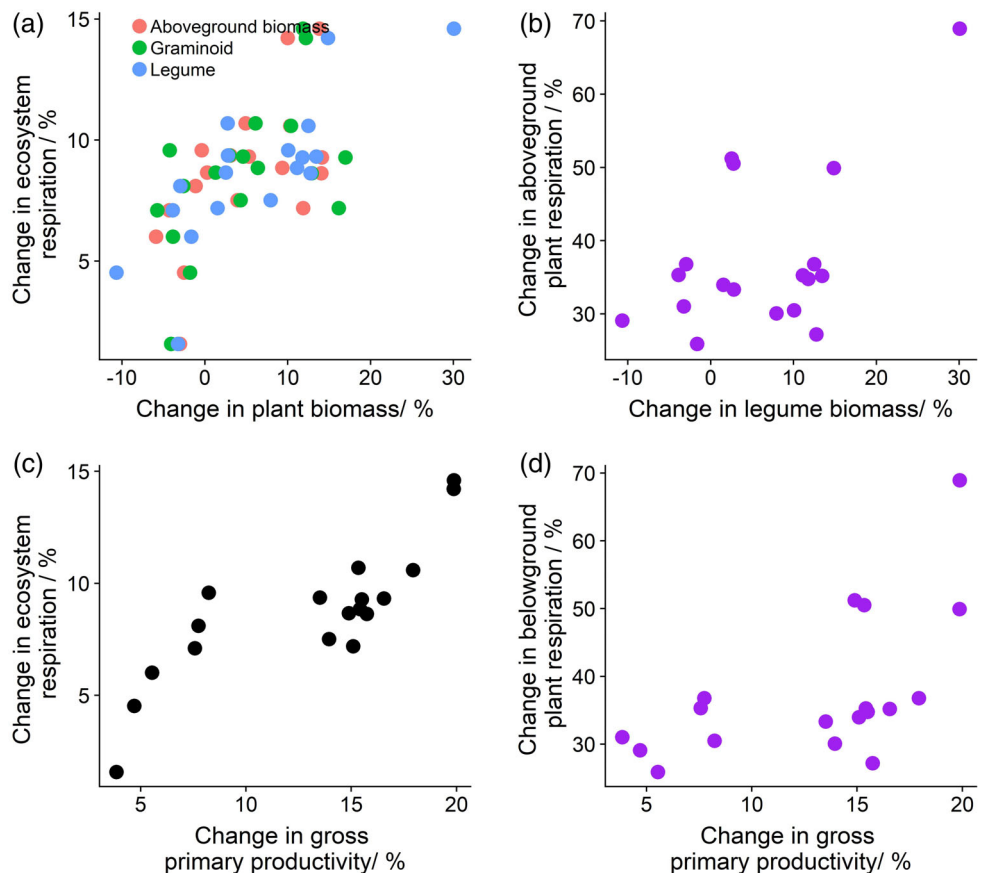 (a)
Change in ecosystem
respiration / %
15
10
5
Aboveground biomass
Graminoid
Legume
-10 0 10 20 30
Change in plant biomass/ %
(b)
Change in aboveground
plant respiration / %
70
60
50
40
30
-10 0 10 20 30
Change in legume biomass/ %
(c)
Change in ecosystem
respiration / %
15
10
5
5 10 15 20
Change in gross
primary productivity/ %
(d)
Change in belowground
plant respiration / %
70
60
50
40
30
5 10 15 20
Change in gross
primary productivity/ %